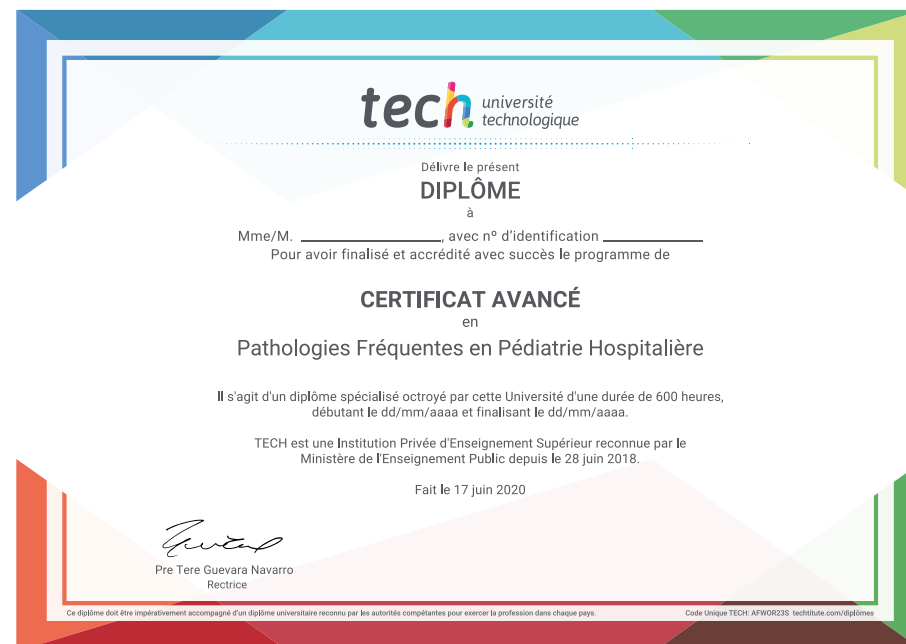 tech université
technologique
Délivre le présent
DIPLÔME
à
Mme/M. ____________________, avec nº d'identification ______________
Pour avoir finalisé et accrédité avec succès le programme de
CERTIFICAT AVANCÉ
en
Pathologies Fréquentes en Pédiatrie Hospitalière
Il s'agit d'un diplôme spécialisé octroyé par cette Université d'une durée de 600 heures,
débutant le dd/mm/aaaa et finalisant le dd/mm/aaaa.
TECH est une Institution Privée d'Enseignement Supérieur reconnue par le
Ministère de l'Enseignement Public depuis le 28 juin 2018.
Fait le 17 juin 2020
Pre Tere Guevara Navarro
Rectrice
Ce diplôme doit être impérativement accompagné d'un diplôme universitaire reconnu par les autorités compétentes pour exercer la profession dans chaque pays.
Code Unique TECH: AFWOR23S techtitute.com/diplômes